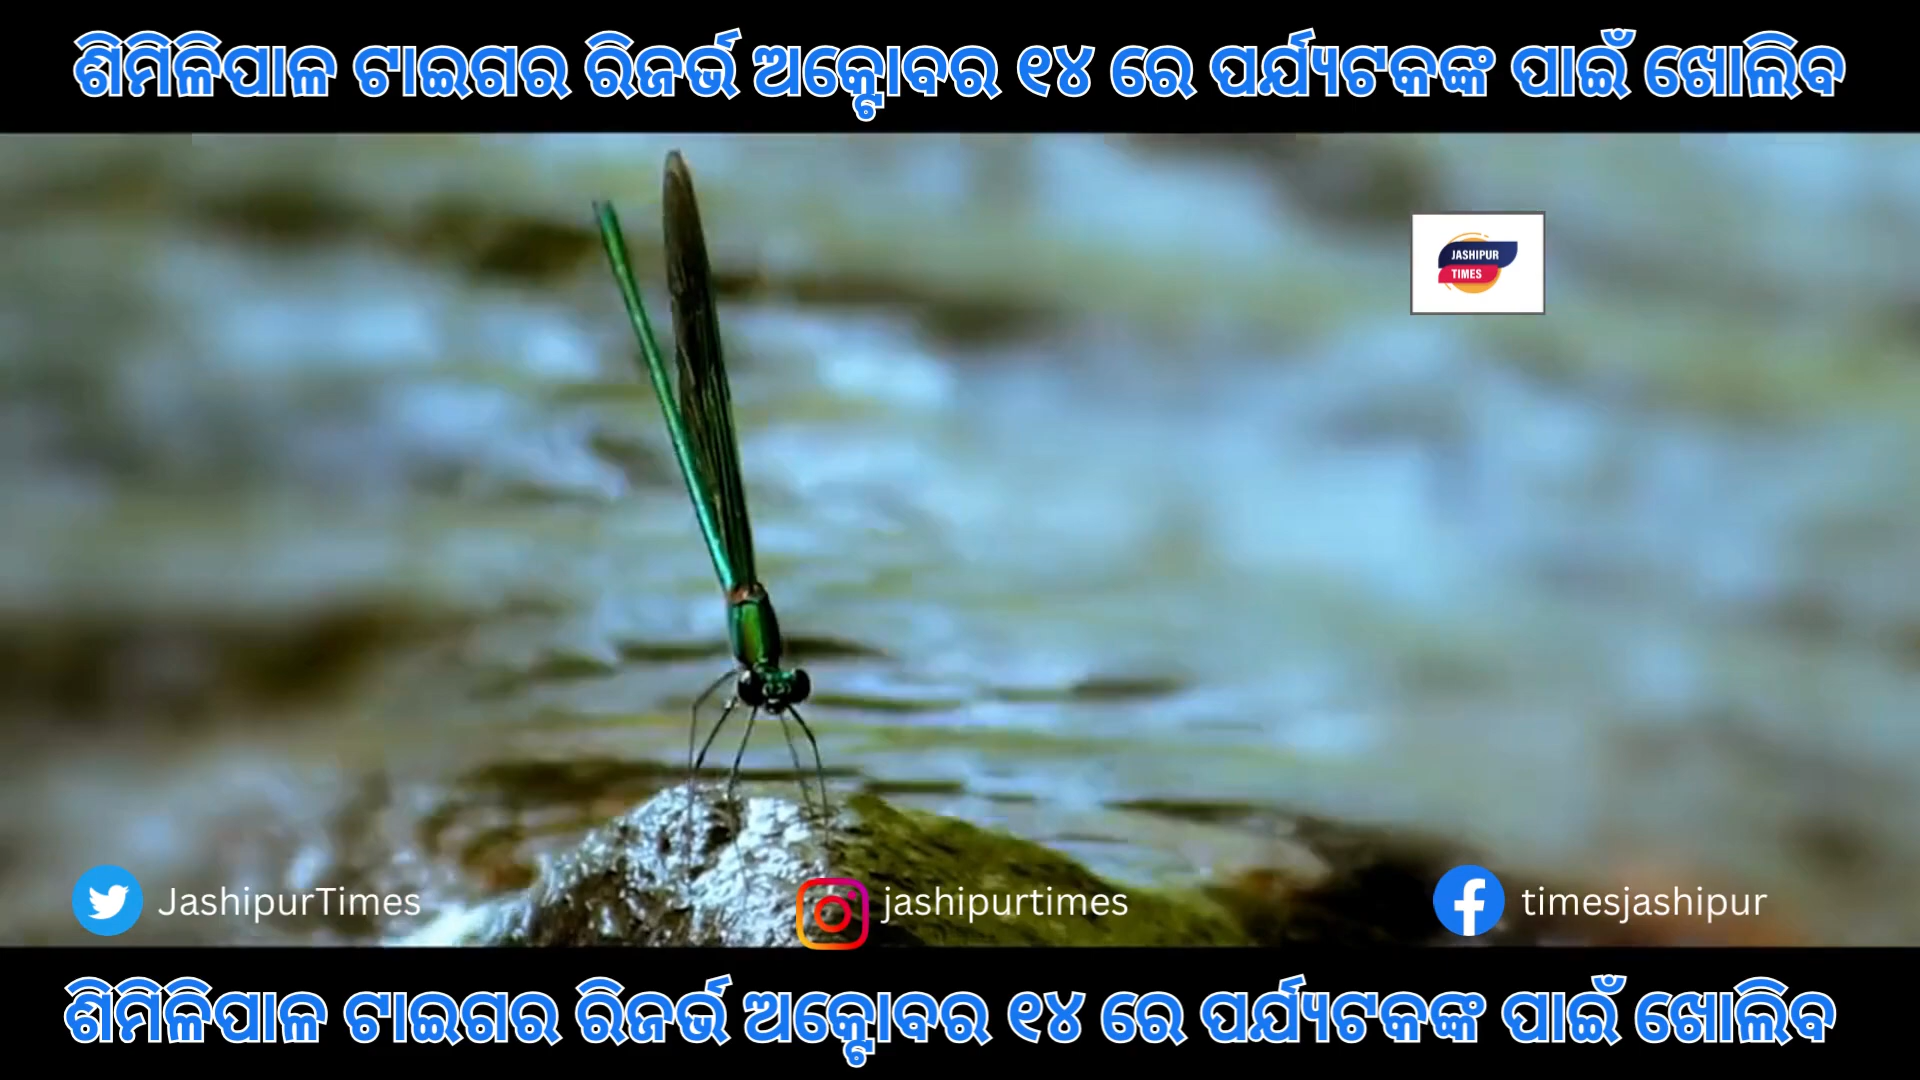 ଶିମିଳିପାଳ ଟାଇଗର ରିଜର୍ଭ ଅକ୍ଟୋବର ୧୪ ରେ ପର୍ଯ୍ୟଟକଙ୍କ ପାଇଁ ଖୋଲିବ
JASHIPUR
TIMES
JashipurTimes
jashipurtimes
timesjashipur
ଶିମିଳିପାଳ ଟାଇଗର ରିଜର୍ଭ ଅକ୍ଟୋବର ୧୪ ରେ ପର୍ଯ୍ୟଟକଙ୍କ ପାଇଁ ଖୋଲିବ